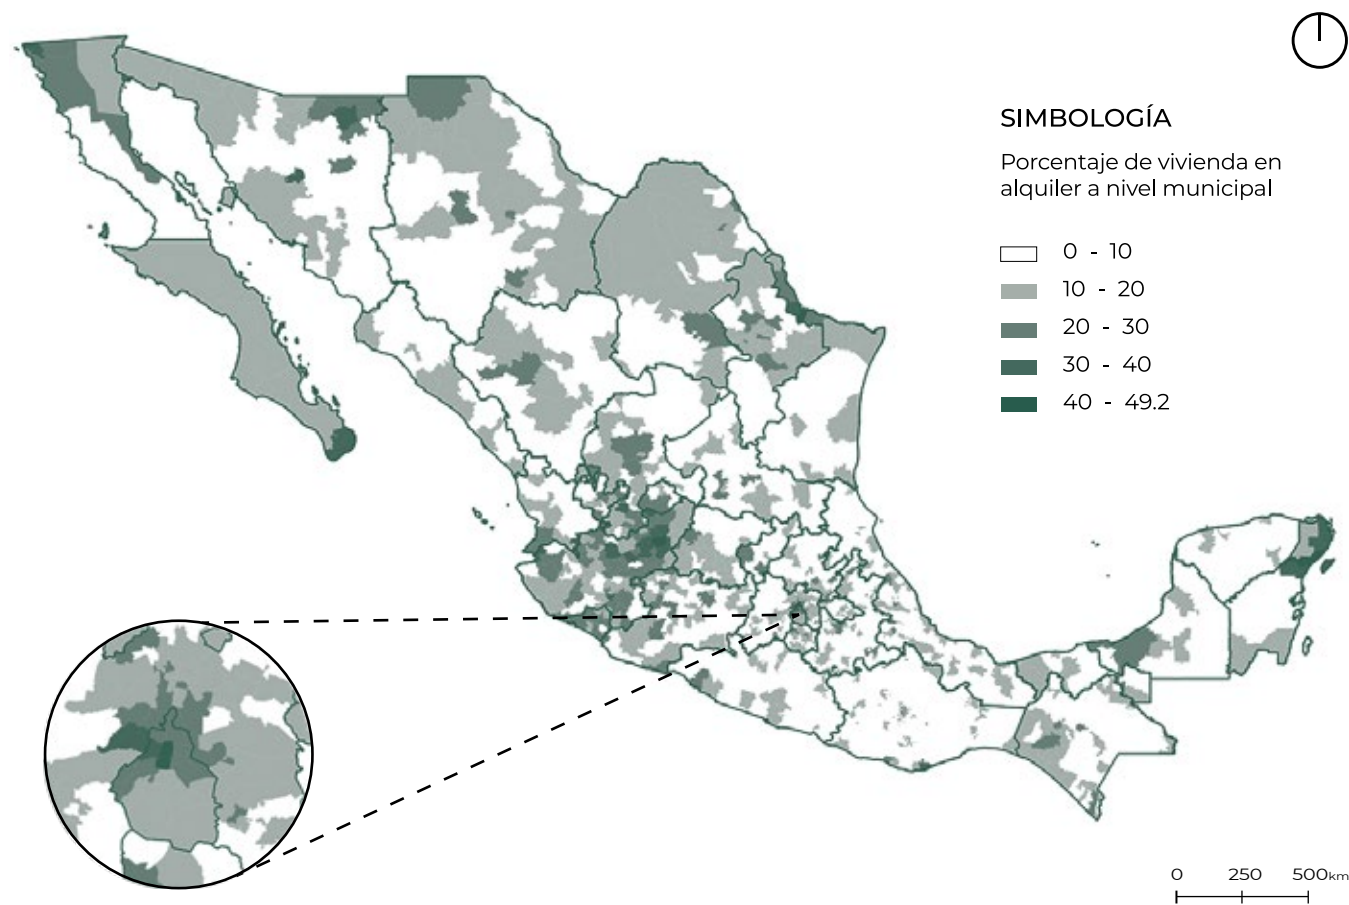 SIMBOLOGÍA
Porcentaje de vivienda en
alquiler a nivel municipal
0 - 10
10 - 20
20 - 30
30 - 40
40 - 49.2
0 250 500km